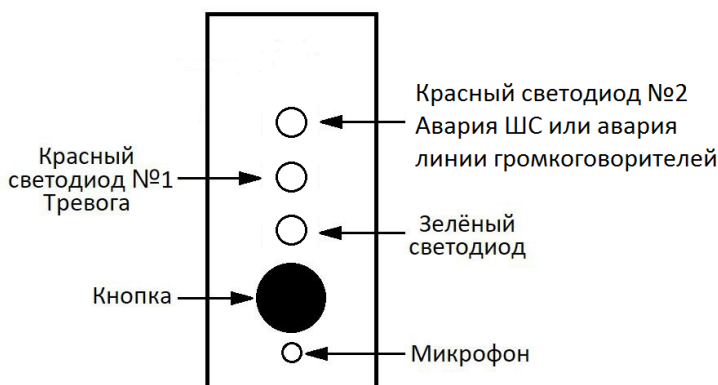 Красный светодиод №2
Авария ШС или авария
линии громкоговорителей
Красный
светодиод №1
Тревога
Зелёный
светодиод
Кнопка
Микрофон